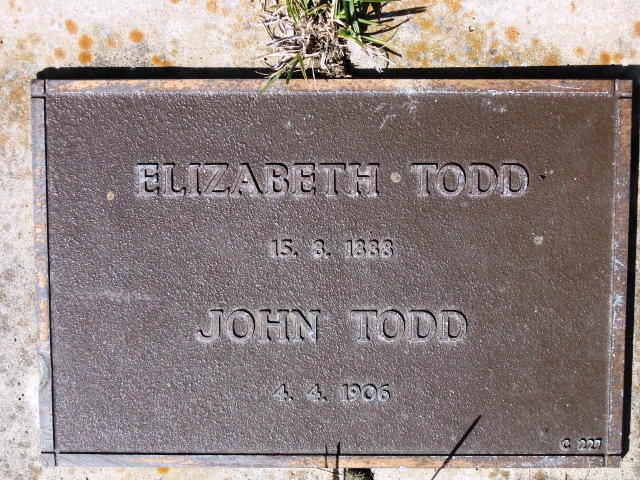 ELIZABETH TODD
15. 8. 1888
JOHN TODD
4. 4. 1906
C 227